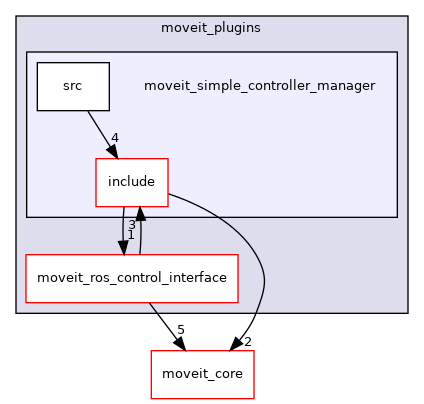 moveit_plugins
src
moveit_simple_controller_manager
4
include
3
1
moveit_ros_control_interface
5
2
moveit_core